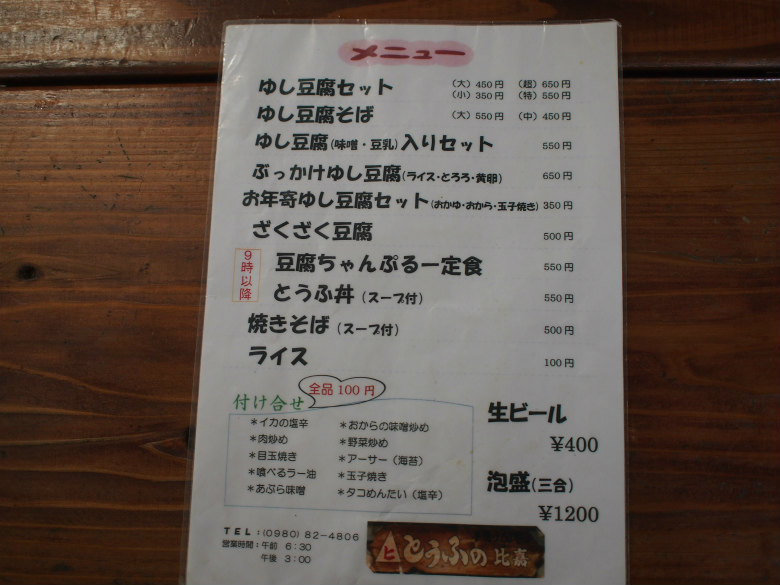 メニュー
ゆし豆腐セット (大) 450円 (超) 650円
(小) 350円 (特) 550円
ゆし豆腐そば (大) 550円 (中) 450円
ゆし豆腐(味噌・豆乳)入りセット 550円
ぶっかけゆし豆腐(ライス・とろろ・黄卵) 650円
お年寄ゆし豆腐セット(おかゆ・おから・玉子焼き) 350円
ざくざく豆腐 500円
9時以降
豆腐ちゃんぷるー定食 550円
とうふ丼 (スープ付) 550円
焼きそば (スープ付) 500円
ライス 100円
付け合せ 全品100円
*イカの塩辛 *おからの味噌炒め
*肉炒め *野菜炒め
*目玉焼き *アーサー(海苔)
*喰べるラー油 *玉子焼き
*あぶら味噌 *タコめんたい(塩辛)
生ビール
¥400
泡盛(三合)
¥1200
TEL:(0980) 82-4806
営業時間:午前 6:30
午後 3:00
ヒ とうふの比嘉